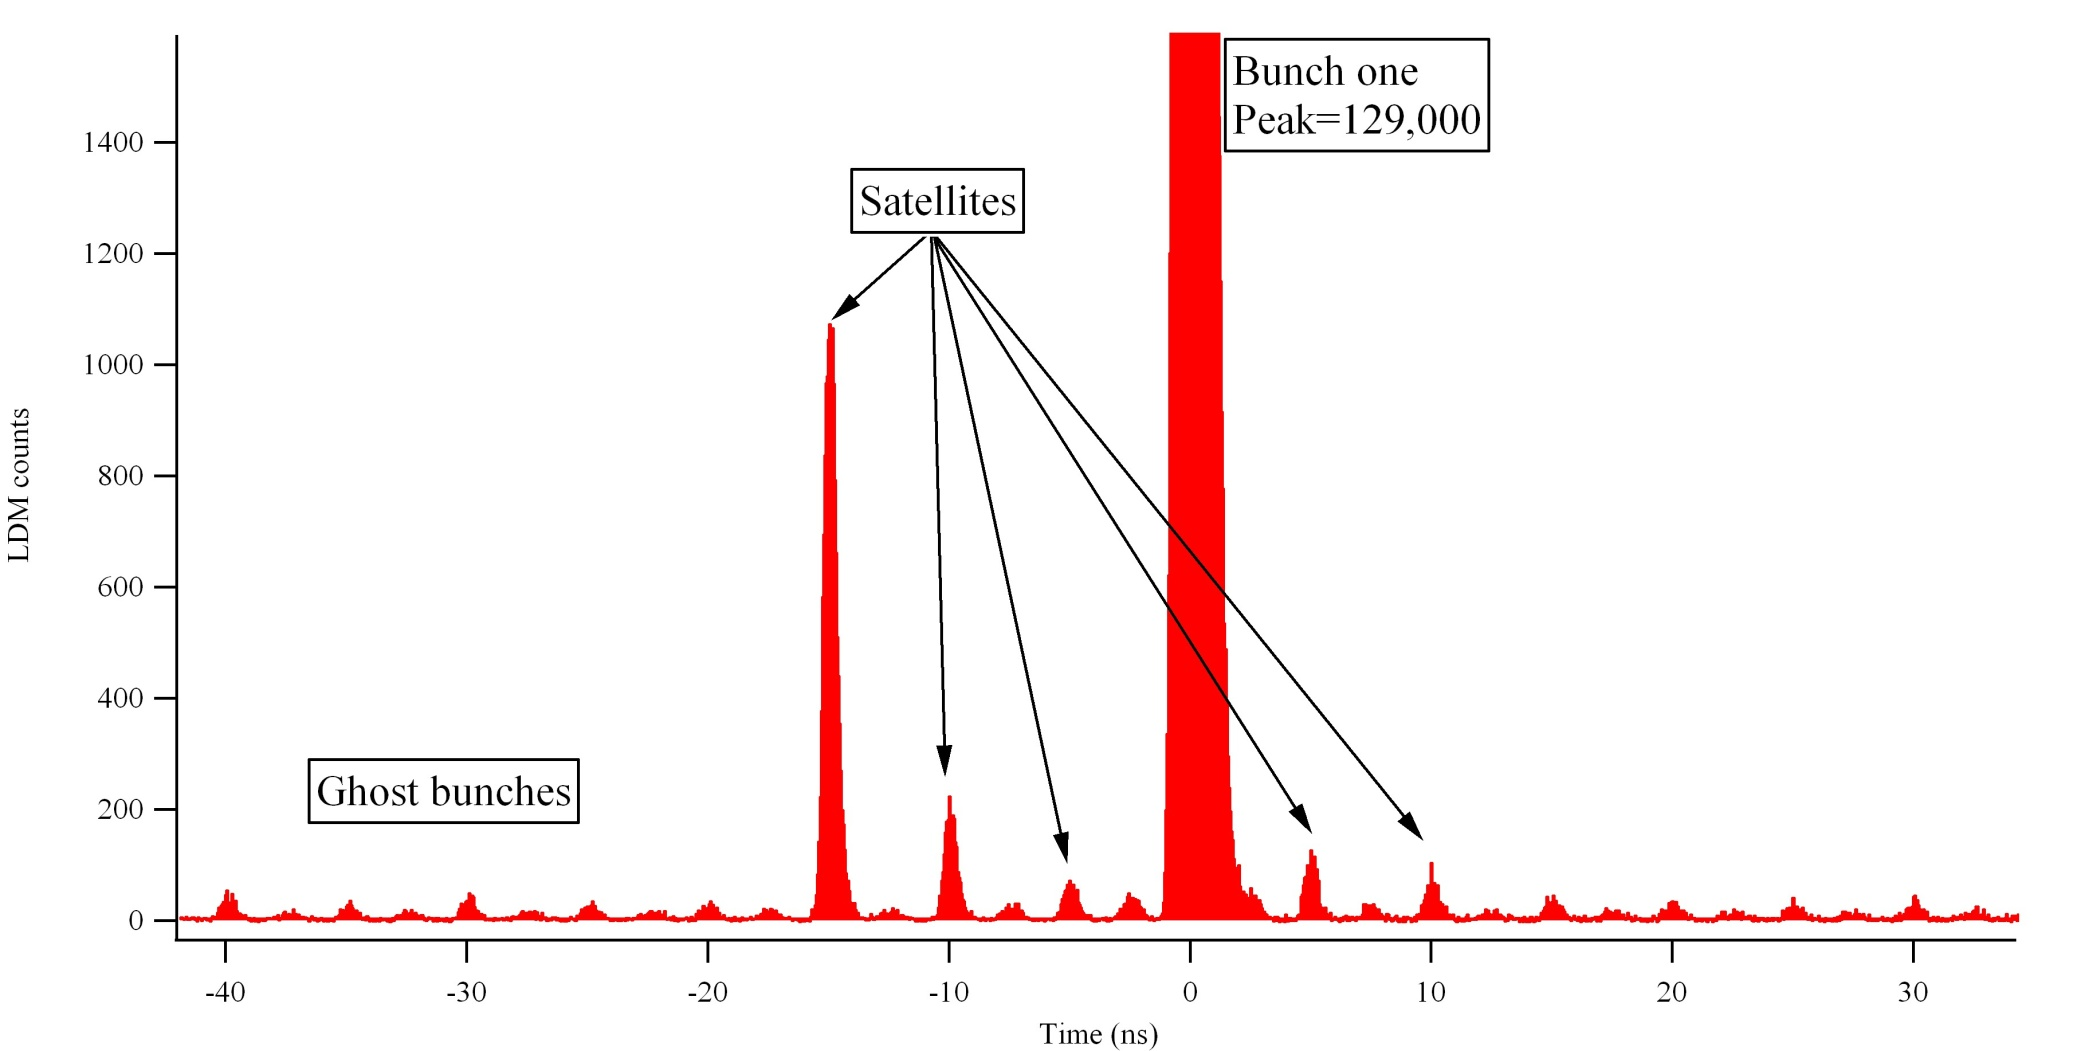 Bunch one
Peak=129,000
Satellites
Ghost bunches
LDM counts
1400
1200
1000
800
600
400
200
0
-40 -30 -20 -10 0 10 20 30
Time (ns)